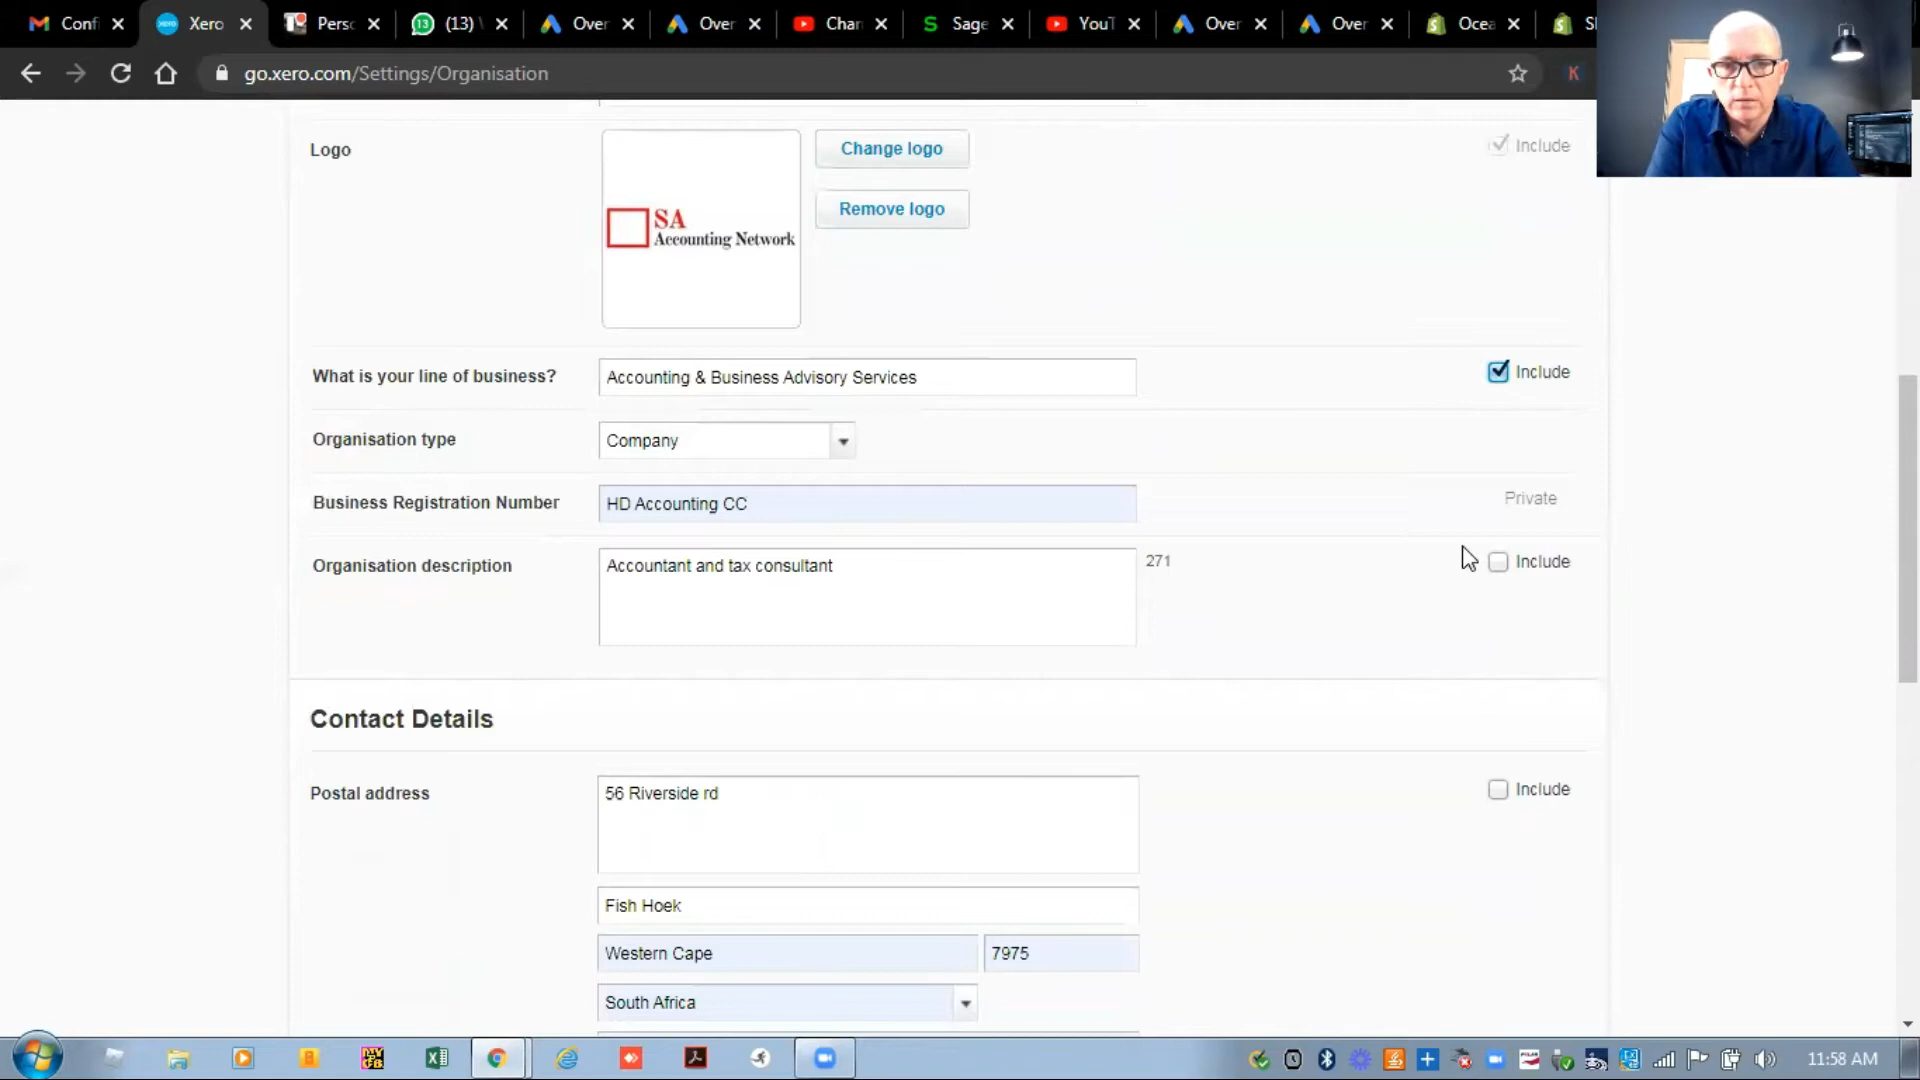 Confi
Xero
Perso
(13)
Over
Over
Chan
Sage
YouT
Over
Over
Ocea
go.xero.com/Settings/Organisation
Logo
SA
Accounting Network
Change logo
Remove logo
Include
What is your line of business?
Accounting & Business Advisory Services
Include
Organisation type
Company
Business Registration Number
HD Accounting CC
Private
Organisation description
Accountant and tax consultant
271
Include
Contact Details
Postal address
56 Riverside rd
Include
Fish Hoek
Western Cape
7975
South Africa
11:58 AM